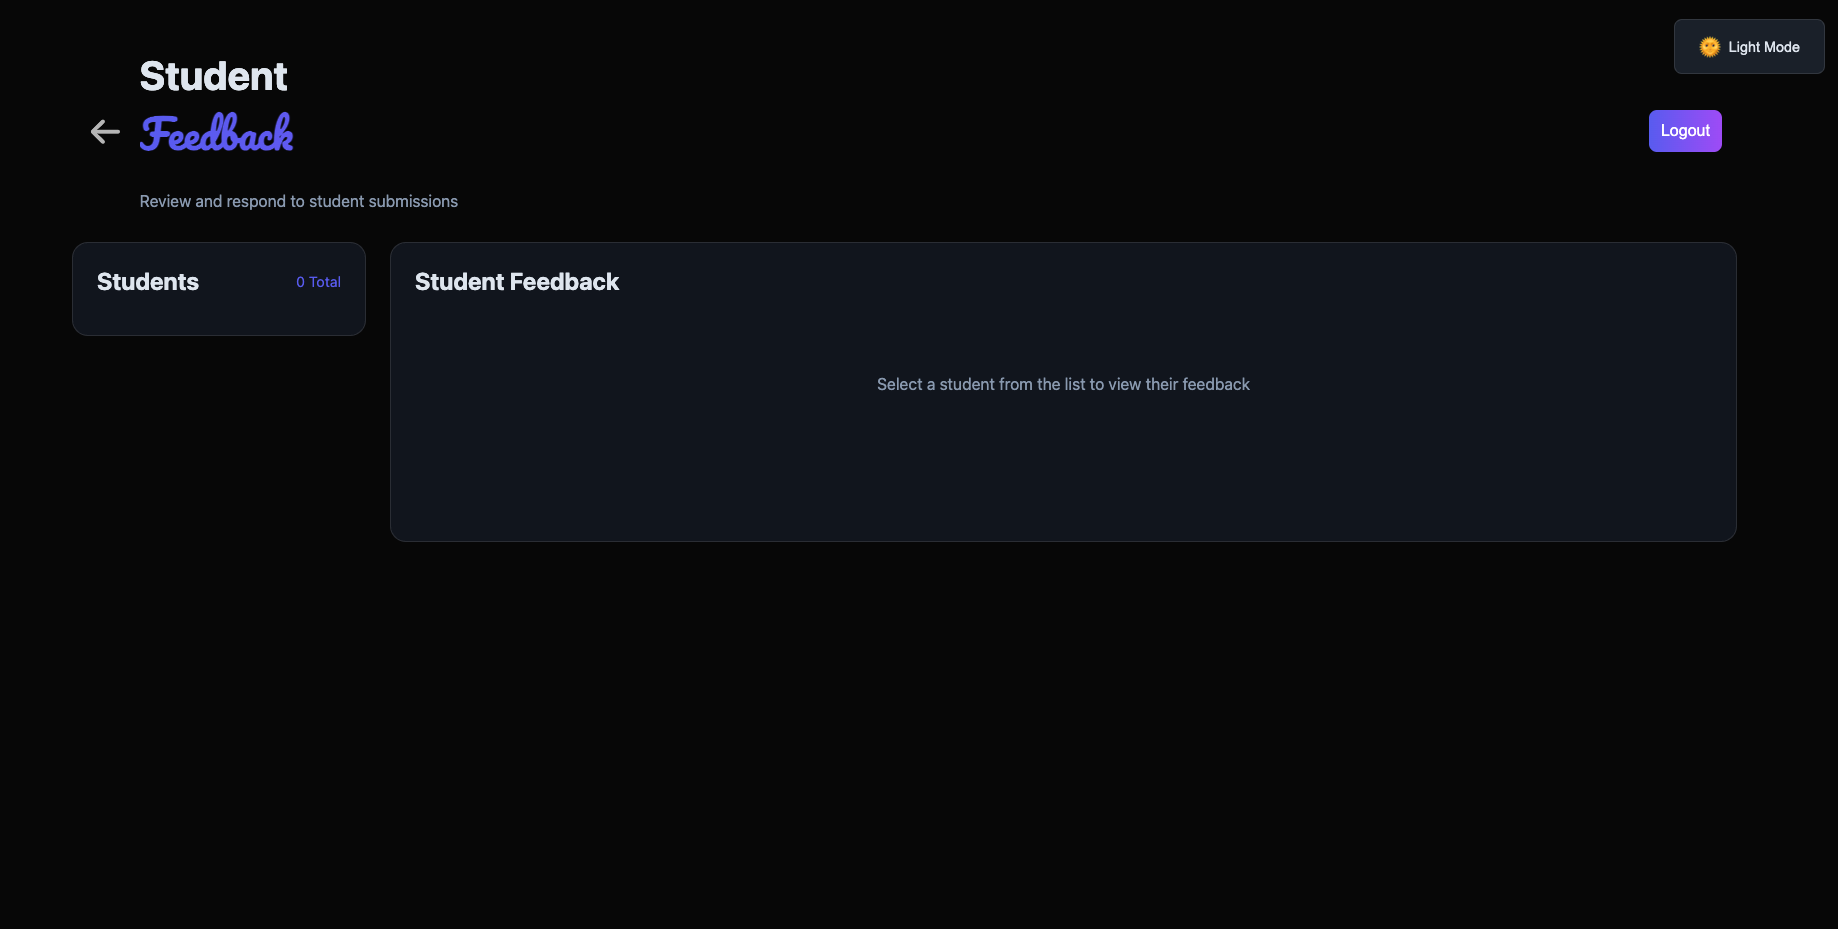 Light Mode
Student
Feedback
Logout
Review and respond to student submissions
Students
0 Total
Student Feedback
Select a student from the list to view their feedback